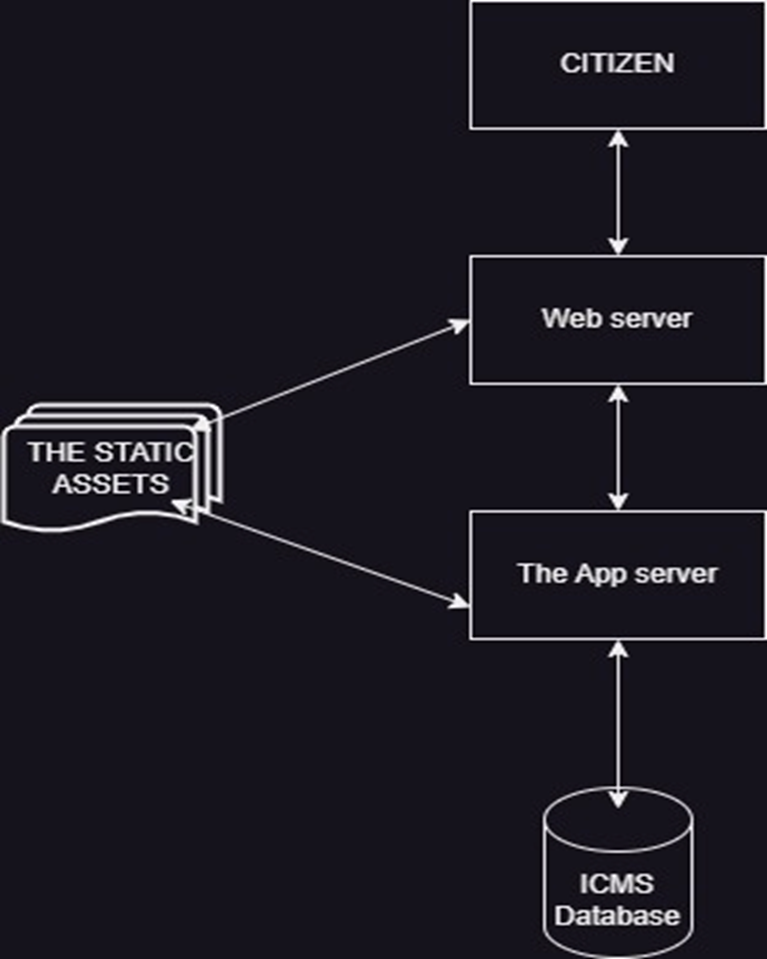 CITIZEN
Web server
THE STATIC
ASSETS
The App server
ICMS
Database